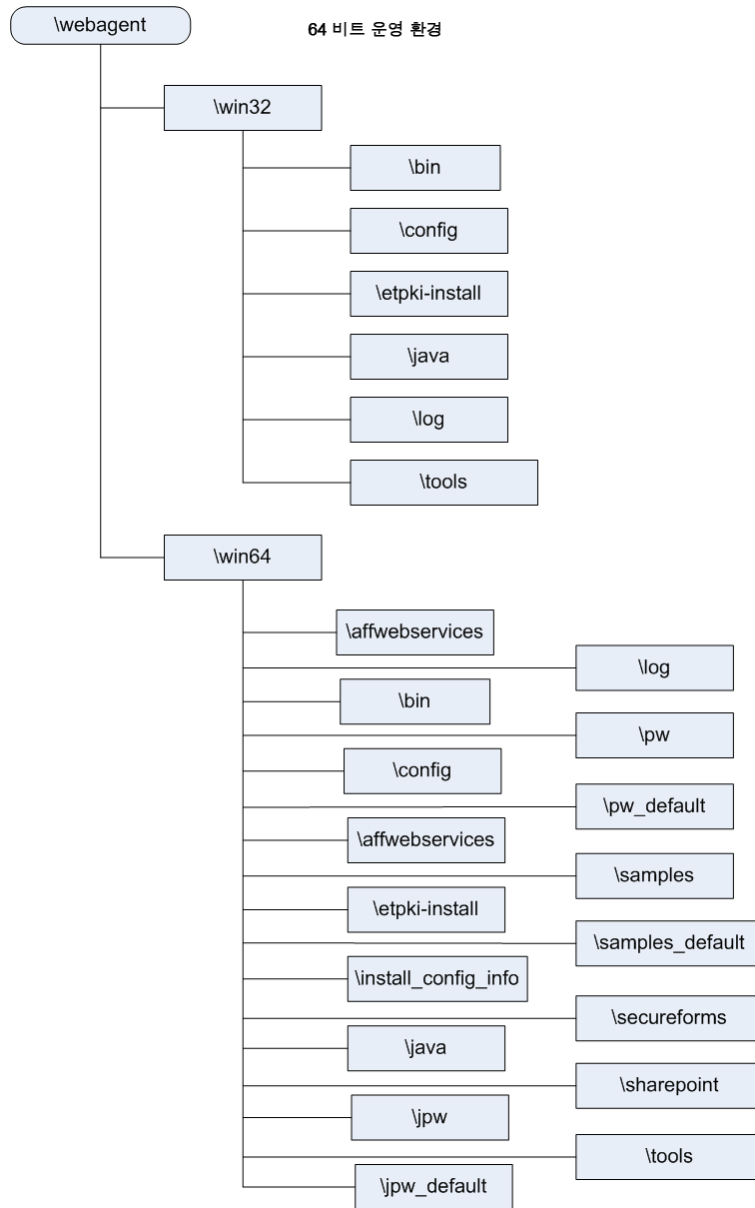 \webagent
64 비트 운영 환경
\win32
\bin
\config
\etpki-install
\java
\log
\tools
\win64
\affwebservices
\log
\bin
\pw
\config
\pw_default
\affwebservices
\samples
\etpki-install
\samples_default
\install_config_info
\secureforms
\java
\sharepoint
\jpw
\tools
\jpw_default